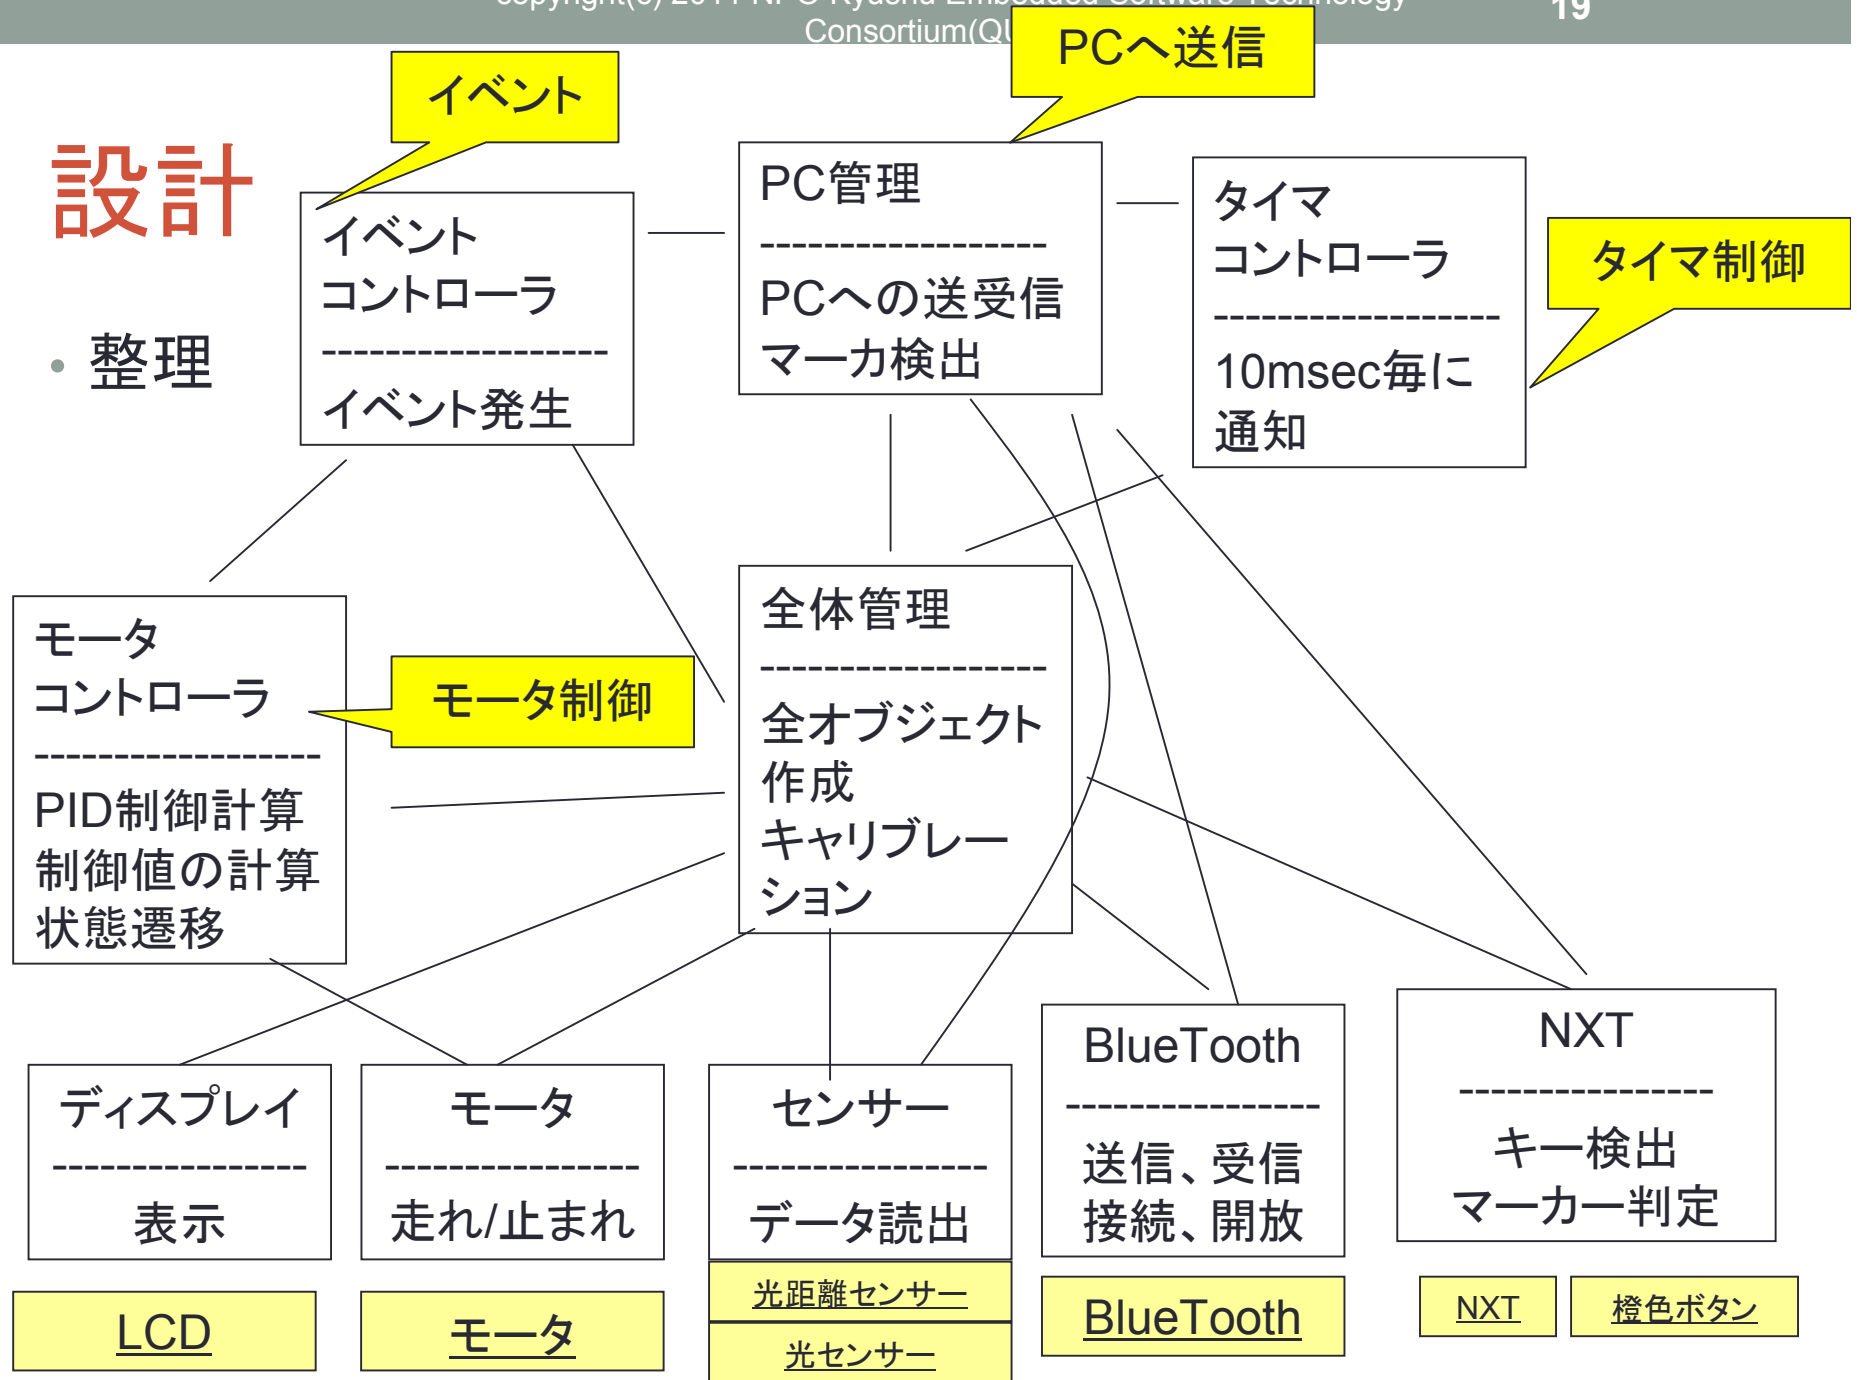 copyright(c) 2011 NPO Kyushu Embedded Software Technology
Consortium(QU
19
設計
・整理
イベント
PCへ送信
タイマ制御
モータ制御
イベント
コントローラ
------------------
イベント発生
PC管理
------------------
PCへの送受信
マーカ検出
タイマ
コントローラ
------------------
10msec毎に
通知
モータ
コントローラ
------------------
PID制御計算
制御値の計算
状態遷移
全体管理
------------------
全オブジェクト
作成
キャリブレー
ション
ディスプレイ
----------------
表示
モータ
----------------
走れ/止まれ
センサー
----------------
データ読出
BlueTooth
----------------
送信、受信
接続、開放
NXT
----------------
キー検出
マーカー判定
LCD
モータ
光距離センサー
光センサー
BlueTooth
NXT
橙色ボタン